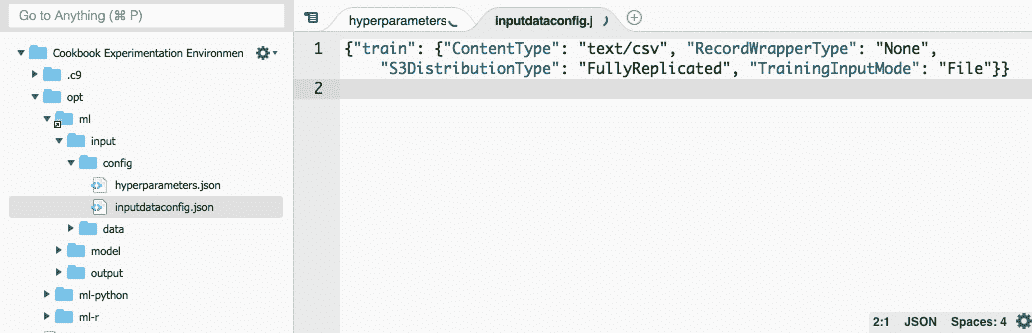 Go to Anything (⌘ P)
Cookbook Experimentation Environmen
.c9
opt
ml
input
config
hyperparameters.json
inputdataconfig.json
data
model
output
ml-python
ml-r
hyperparameters
inputdataconfig.j
1 {"train": {"ContentType": "text/csv", "RecordWrapperType": "None",
"S3DistributionType": "FullyReplicated", "TrainingInputMode": "File"}}
2
2:1 JSON Spaces: 4